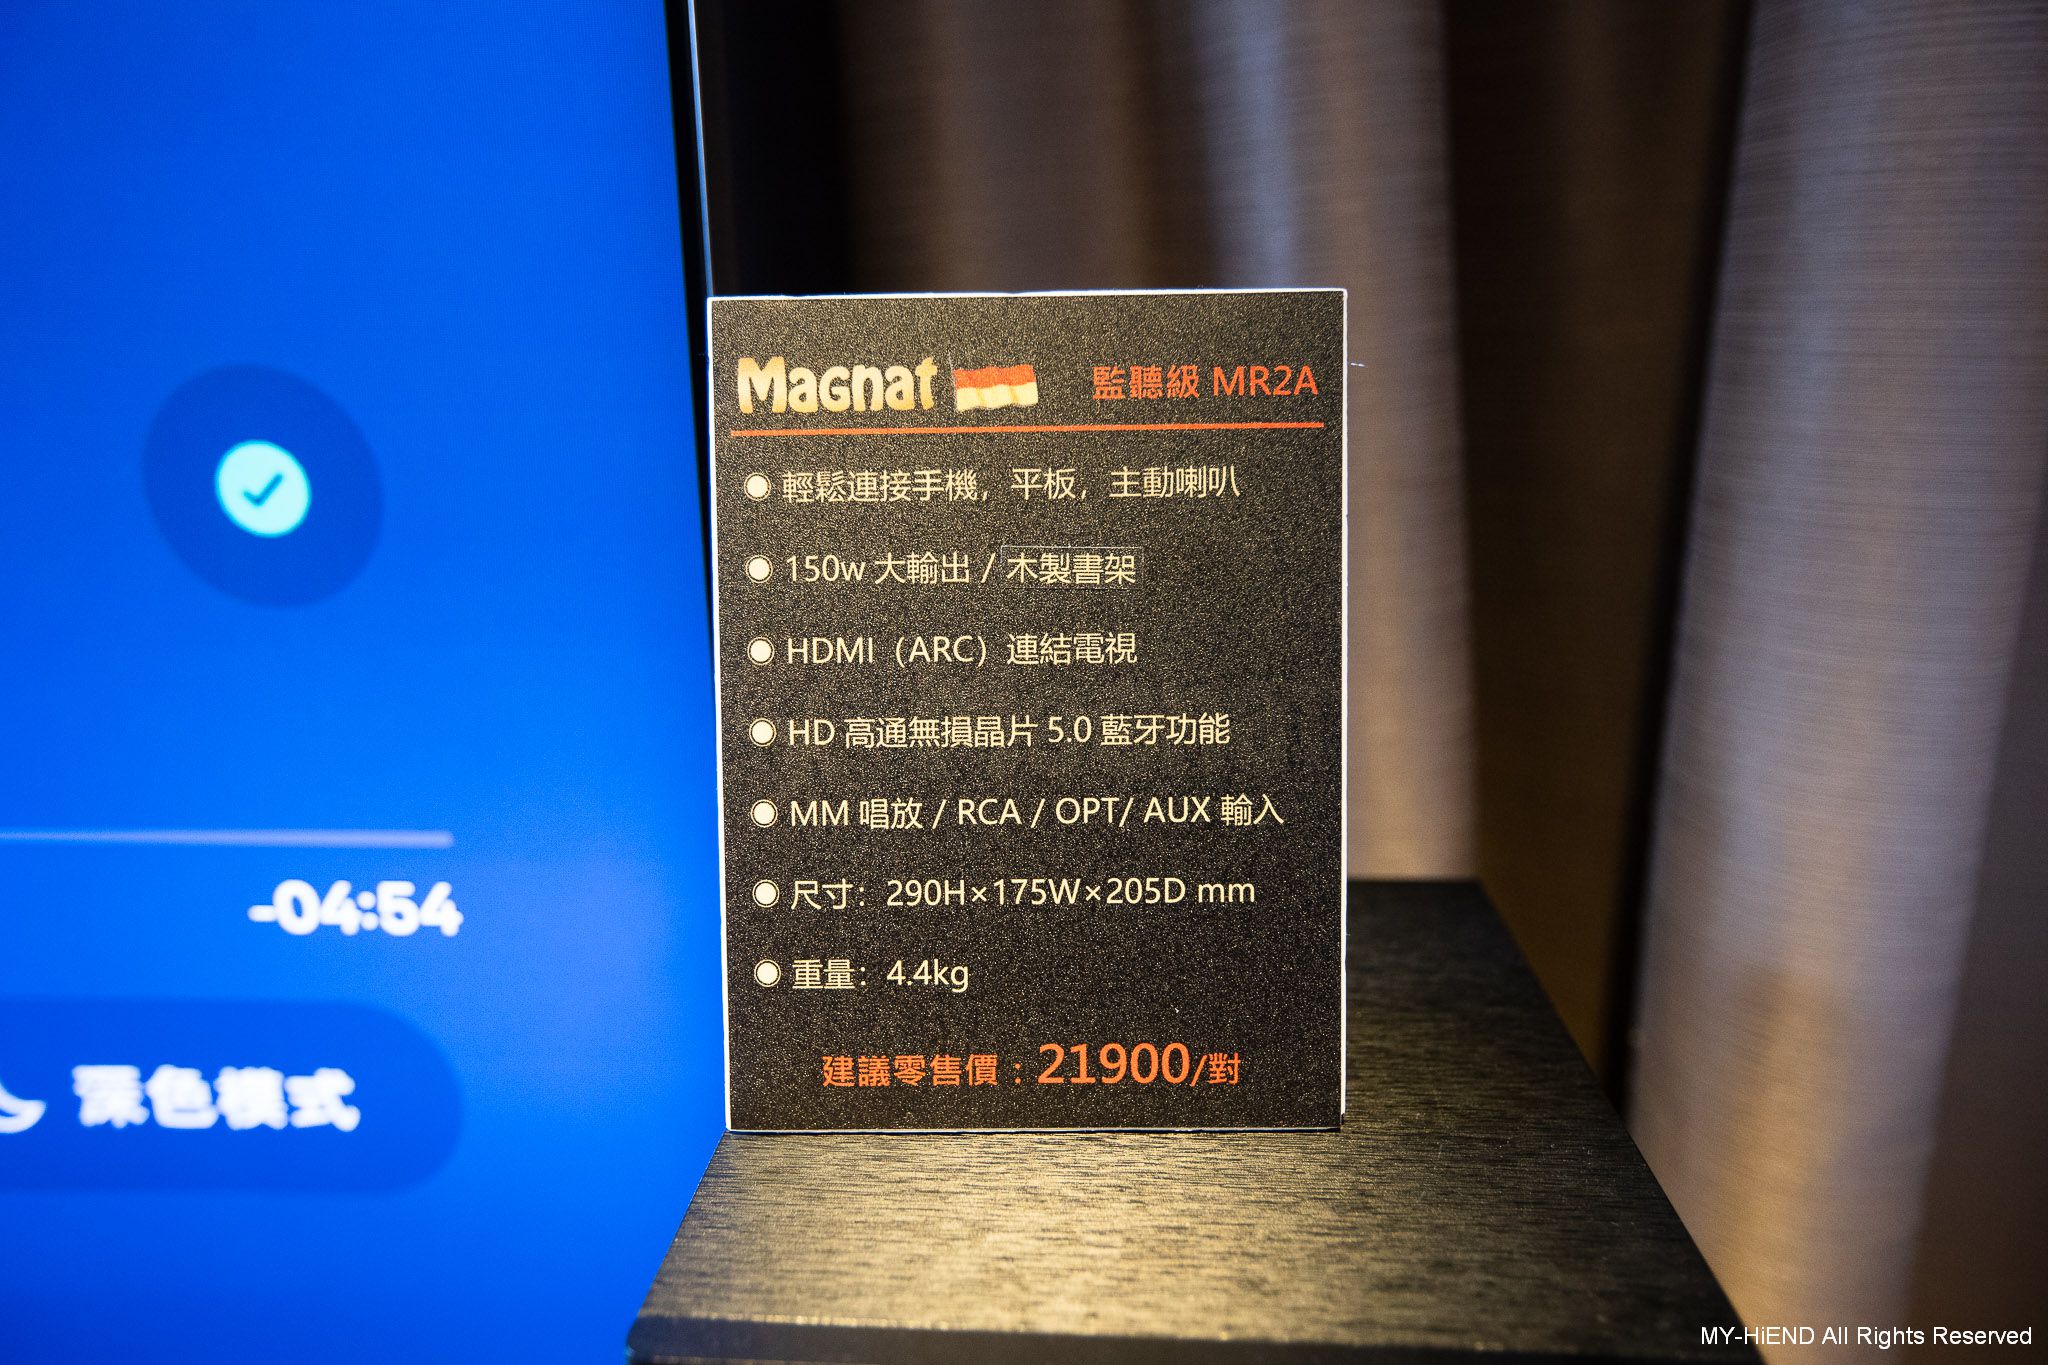 Magnat 監聽級 MR2A
輕鬆連接手機，平板，主動喇叭
150w 大輸出 / 木製書架
HDMI（ARC）連結電視
HD 高通無損晶片 5.0 藍牙功能
MM 唱放 / RCA / OPT/ AUX 輸入
尺寸：290H×175W×205D mm
重量：4.4kg
建議零售價：21900/對
-04:54
深色模式
MY-HiEND All Rights Reserved